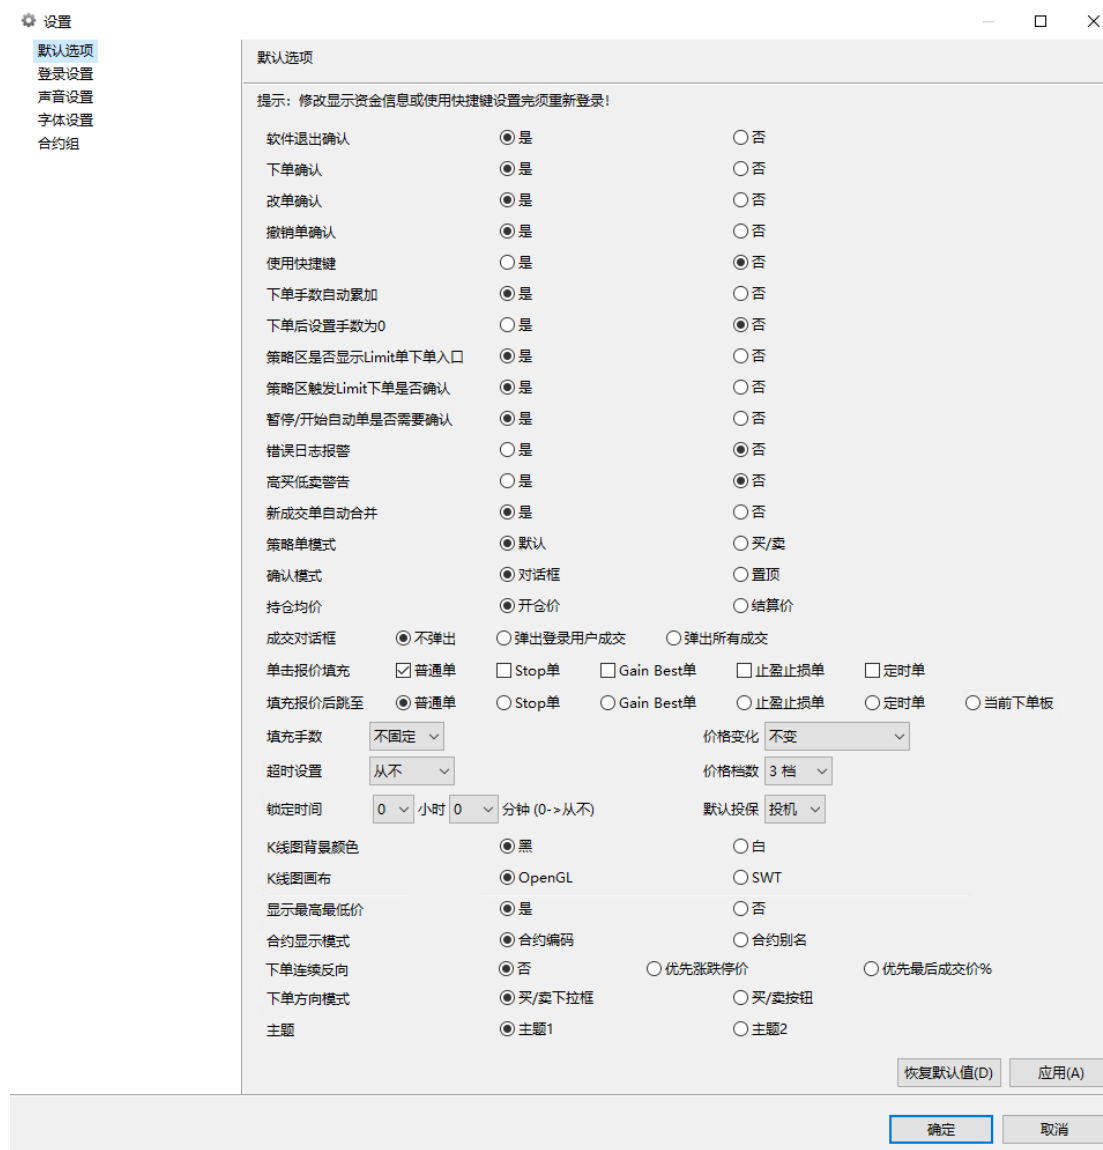 设置
默认选项
登录设置
声音设置
字体设置
合约组
默认选项
提示：修改显示资金信息或使用快捷键设置完须重新登录!
软件退出确认 是 否
下单确认 是 否
改单确认 是 否
撤销单确认 是 否
使用快捷键 是 否
下单手数自动累加 是 否
下单后设置手数为0 是 否
策略区是否显示Limit单下单入口 是 否
策略区触发Limit下单是否确认 是 否
暂停/开始自动单是否需要确认 是 否
错误日志报警 是 否
高买低卖警告 是 否
新成交单自动合并 是 否
策略单模式 默认 买/卖
确认模式 对话框 置顶
持仓均价 开仓价 结算价
成交对话框 不弹出 弹出登录用户成交 弹出所有成交
单击报价填充 普通单 Stop单 Gain Best单 止盈止损单 定时单
填充报价后跳至 普通单 Stop单 Gain Best单 止盈止损单 定时单 当前下单板
填充手数 不固定 价格变化 不变
超时设置 从不 价格档数 3 档
锁定时间 0 小时 0 分钟 (0->从不) 默认投保 投机
K线图背景颜色 黑 白
K线图画布 OpenGL SWT
显示最高最低价 是 否
合约显示模式 合约编码 合约别名
下单连续反向 否 优先涨跌停价 优先最后成交价%
下单方向模式 买/卖下拉框 买/卖按钮
主题 主题1 主题2
恢复默认值(D) 应用(A)
确定 取消